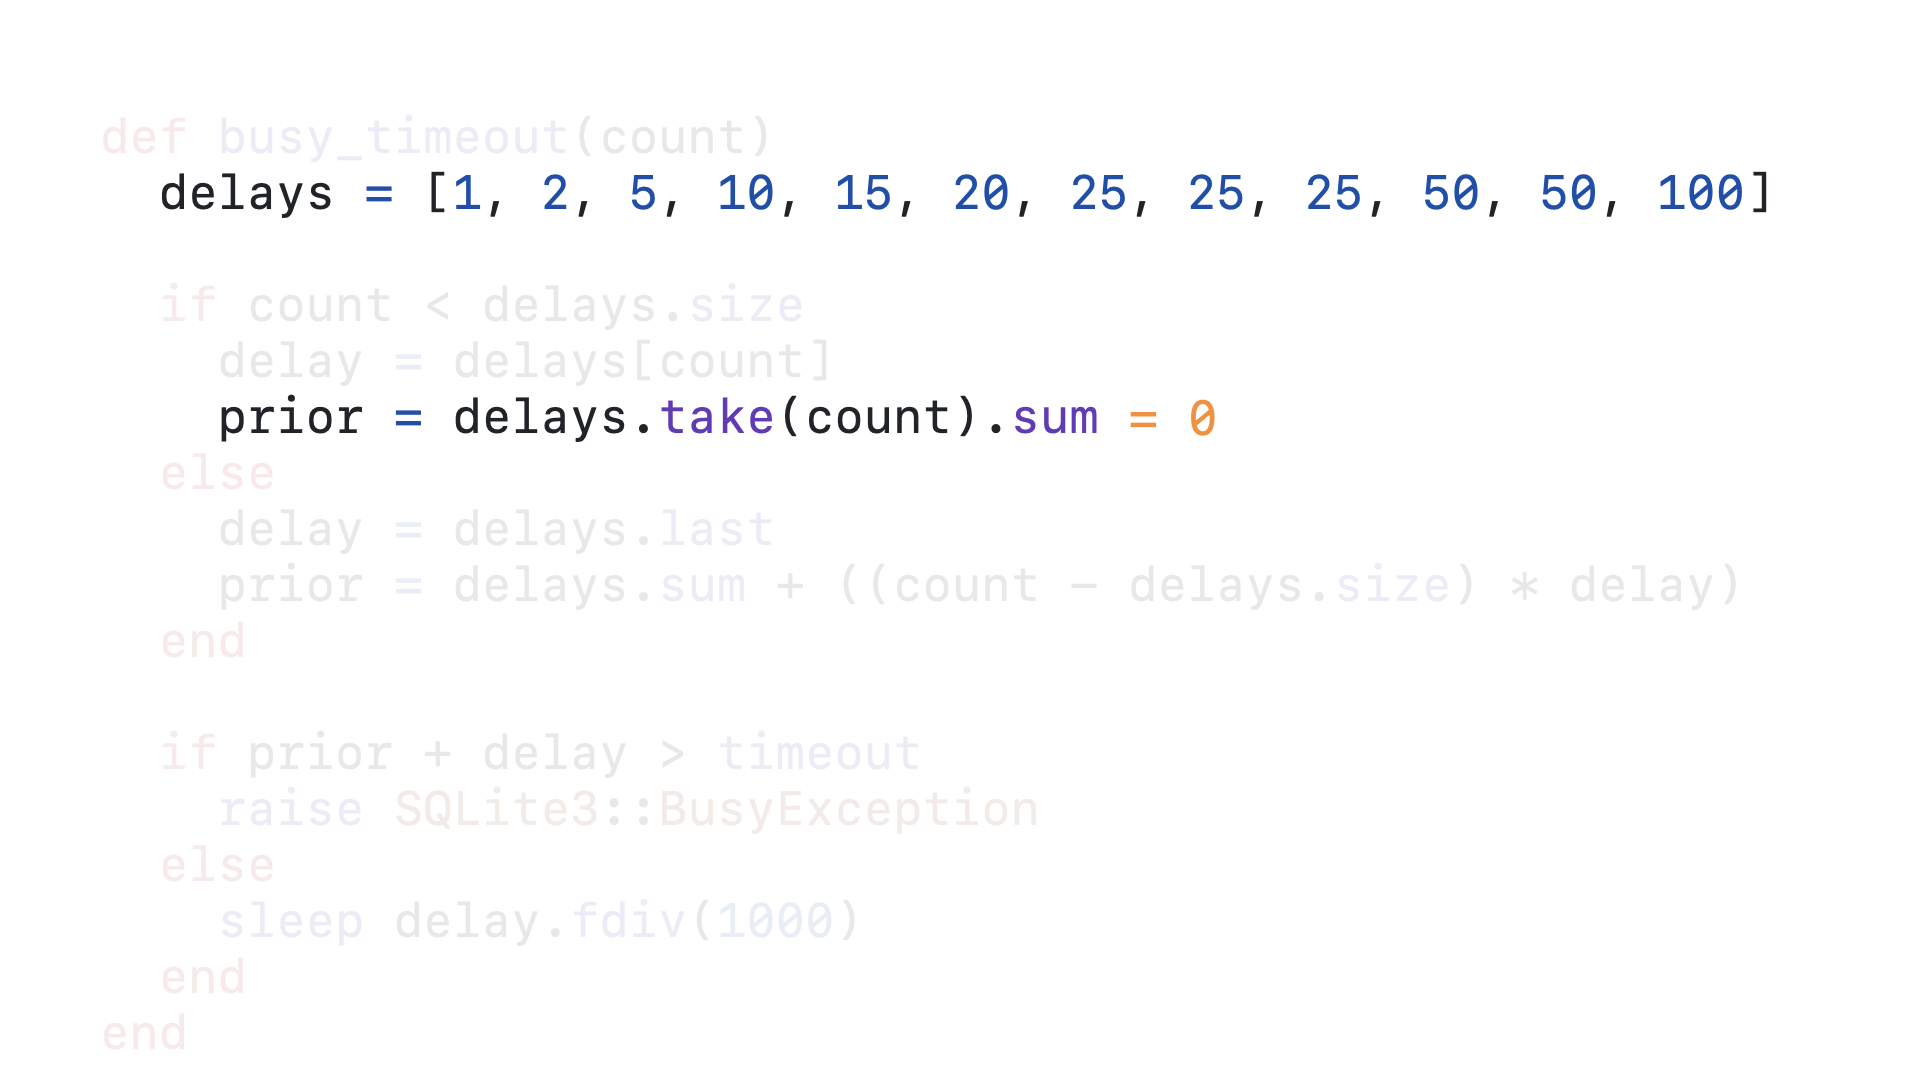 def busy_timeout(count)
  delays = [1, 2, 5, 10, 15, 20, 25, 25, 25, 50, 50, 100]

  if count < delays.size
    delay = delays[count]
    prior = delays.take(count).sum = 0
  else
    delay = delays.last
    prior = delays.sum + ((count - delays.size) * delay)
  end

  if prior + delay > timeout
    raise SQLite3::BusyException
  else
    sleep delay.fdiv(1000)
  end
end